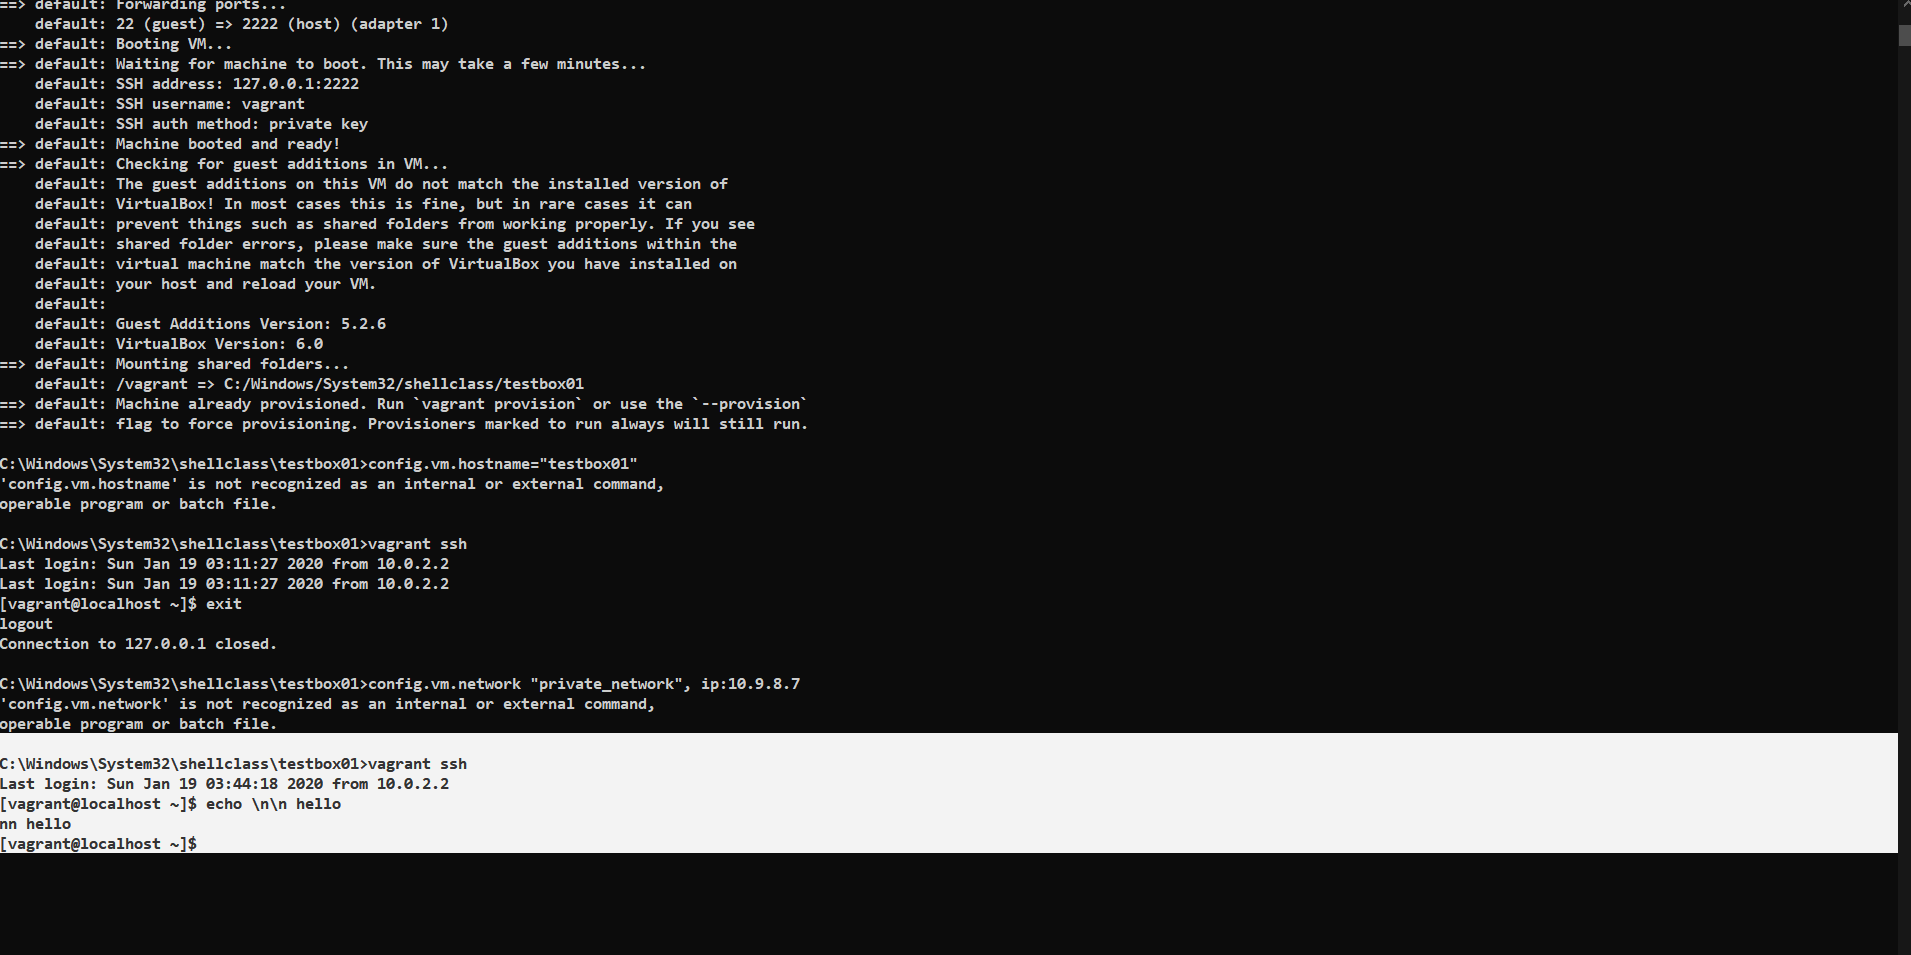 ==> default: Forwarding ports...
    default: 22 (guest) => 2222 (host) (adapter 1)
==> default: Booting VM...
==> default: Waiting for machine to boot. This may take a few minutes...
    default: SSH address: 127.0.0.1:2222
    default: SSH username: vagrant
    default: SSH auth method: private key
==> default: Machine booted and ready!
==> default: Checking for guest additions in VM...
    default: The guest additions on this VM do not match the installed version of
    default: VirtualBox! In most cases this is fine, but in rare cases it can
    default: prevent things such as shared folders from working properly. If you see
    default: shared folder errors, please make sure the guest additions within the
    default: virtual machine match the version of VirtualBox you have installed on
    default: your host and reload your VM.
    default:
    default: Guest Additions Version: 5.2.6
    default: VirtualBox Version: 6.0
==> default: Mounting shared folders...
    default: /vagrant => C:/Windows/System32/shellclass/testbox01
==> default: Machine already provisioned. Run `vagrant provision` or use the `--provision`
==> default: flag to force provisioning. Provisioners marked to run always will still run.

C:\Windows\System32\shellclass\testbox01>config.vm.hostname="testbox01"
'config.vm.hostname' is not recognized as an internal or external command,
operable program or batch file.

C:\Windows\System32\shellclass\testbox01>vagrant ssh
Last login: Sun Jan 19 03:11:27 2020 from 10.0.2.2
Last login: Sun Jan 19 03:11:27 2020 from 10.0.2.2
[vagrant@localhost ~]$ exit
logout
Connection to 127.0.0.1 closed.

C:\Windows\System32\shellclass\testbox01>config.vm.network "private_network", ip:10.9.8.7
'config.vm.network' is not recognized as an internal or external command,
operable program or batch file.

C:\Windows\System32\shellclass\testbox01>vagrant ssh
Last login: Sun Jan 19 03:44:18 2020 from 10.0.2.2
[vagrant@localhost ~]$ echo \n\n hello
nn hello
[vagrant@localhost ~]$